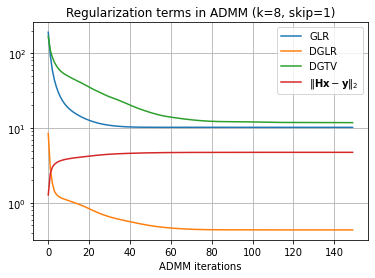 Regularization terms in ADMM (k=8, skip=1)
GLR
DGLR
DGTV
‖Hx − y‖₂
10²
10¹
10⁰
0 20 40 60 80 100 120 140
ADMM iterations